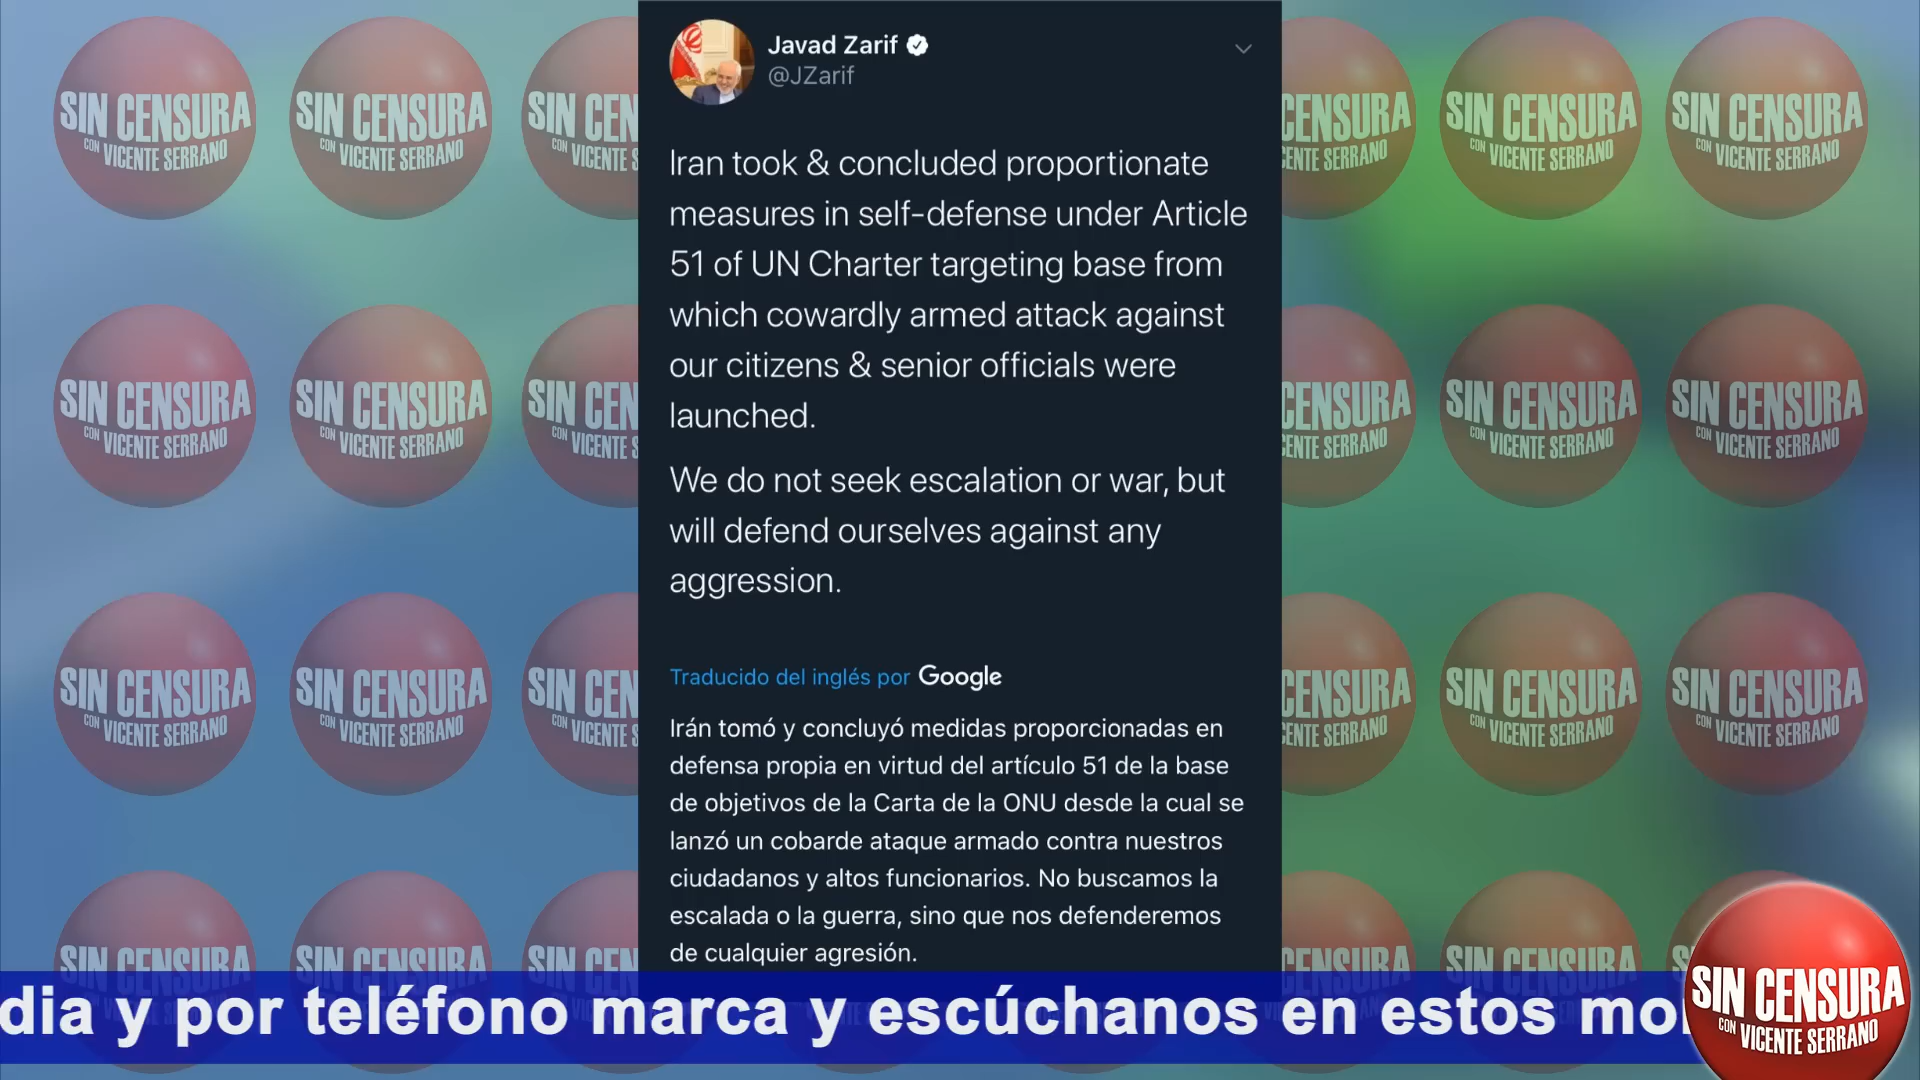 Javad Zarif
@JZarif
Iran took & concluded proportionate
measures in self-defense under Article
51 of UN Charter targeting base from
which cowardly armed attack against
our citizens & senior officials were
launched.
We do not seek escalation or war, but
will defend ourselves against any
aggression.
Traducido del inglés por Google
Irán tomó y concluyó medidas proporcionadas en
defensa propia en virtud del artículo 51 de la base
de objetivos de la Carta de la ONU desde la cual se
lanzó un cobarde ataque armado contra nuestros
ciudadanos y altos funcionarios. No buscamos la
escalada o la guerra, sino que nos defenderemos
de cualquier agresión.
dia y por teléfono marca y escúchanos en estos
SIN CENSURA
CON VICENTE SERRANO